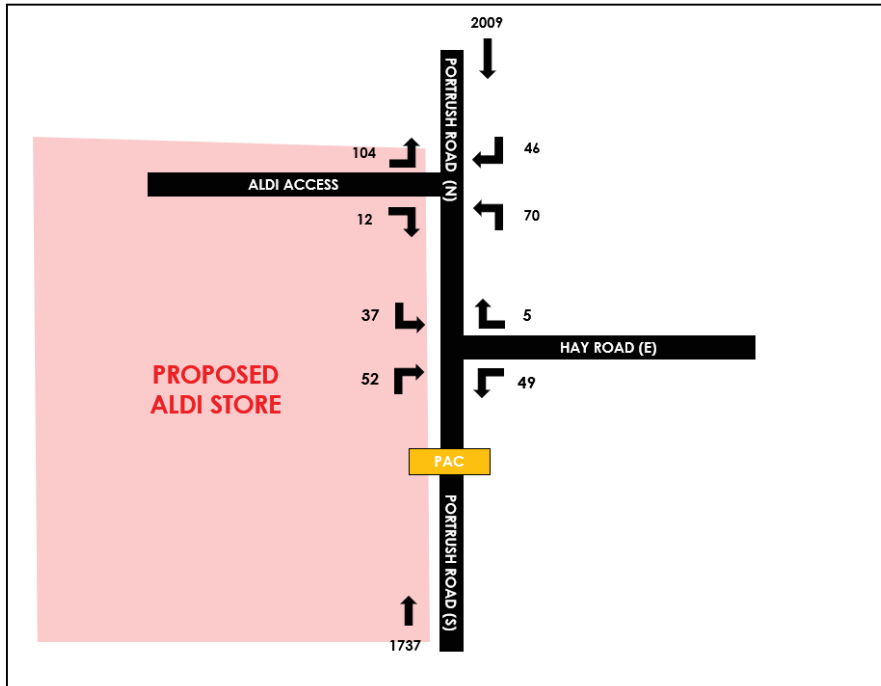 2009
PORTRUSH ROAD (N)
104
46
ALDI ACCESS
12
70
37
5
HAY ROAD (E)
52
49
PROPOSED
ALDI STORE
PAC
PORTRUSH ROAD (S)
1737